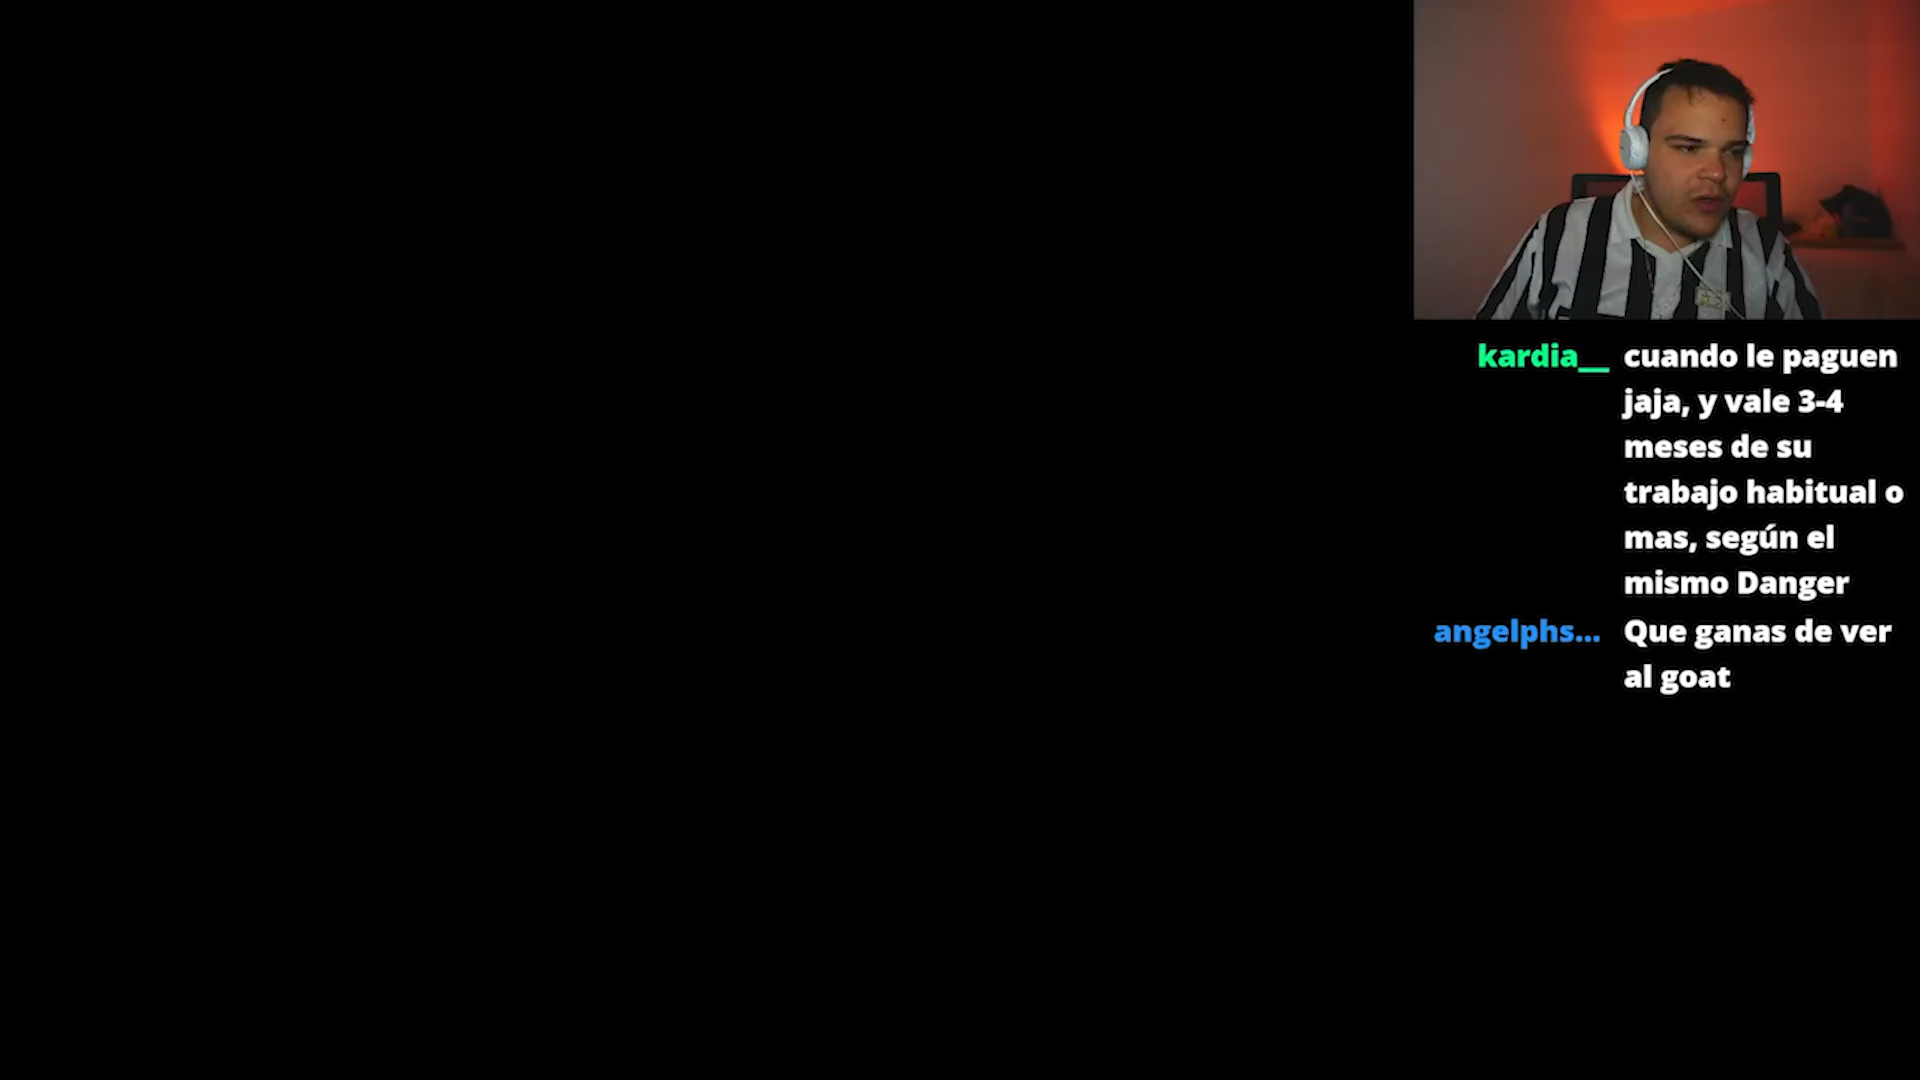 kardia__ cuando le paguen
jaja, y vale 3-4
meses de su
trabajo habitual o
mas, según el
mismo Danger
angelphs... Que ganas de ver
al goat